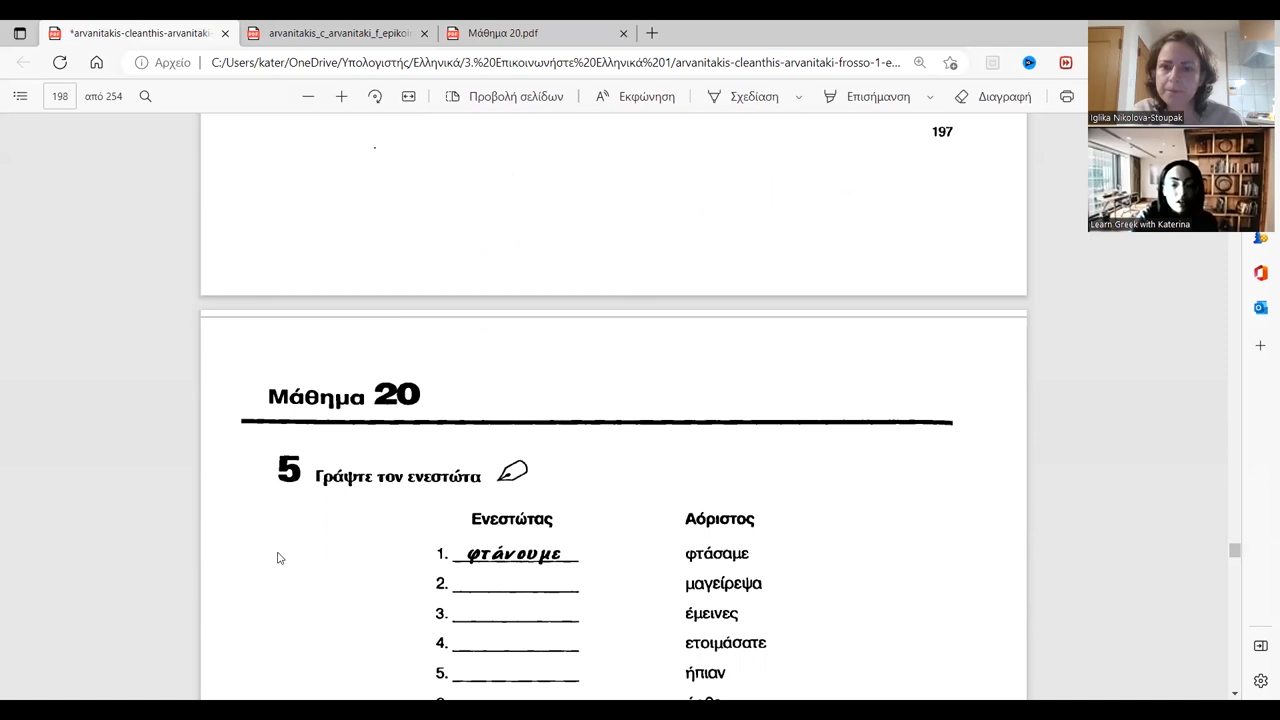 *arvanitakis-cleanthis-arvanitaki-
arvanitakis_c_arvanitaki_f_epikoin
Μάθημα 20.pdf
Αρχείο
C:/Users/kater/OneDrive/Υπολογιστής/Ελληνικά/3.%20Επικοινωνήστε%20Ελληνικά%201/arvanitakis-cleanthis-arvanitaki-frosso-1-e...
198 από 254
Προβολή σελίδων
Εκφώνηση
Σχεδίαση
Επισήμανση
Διαγραφή
Iglika Nikolova-Stoupak
Learn Greek with Katerina
197
Μάθημα 20
5 Γράψτε τον ενεστώτα
Ενεστώτας Αόριστος
1. φτάνουμε φτάσαμε
2. μαγείρεψα
3. έμεινες
4. ετοιμάσατε
5. ήπιαν